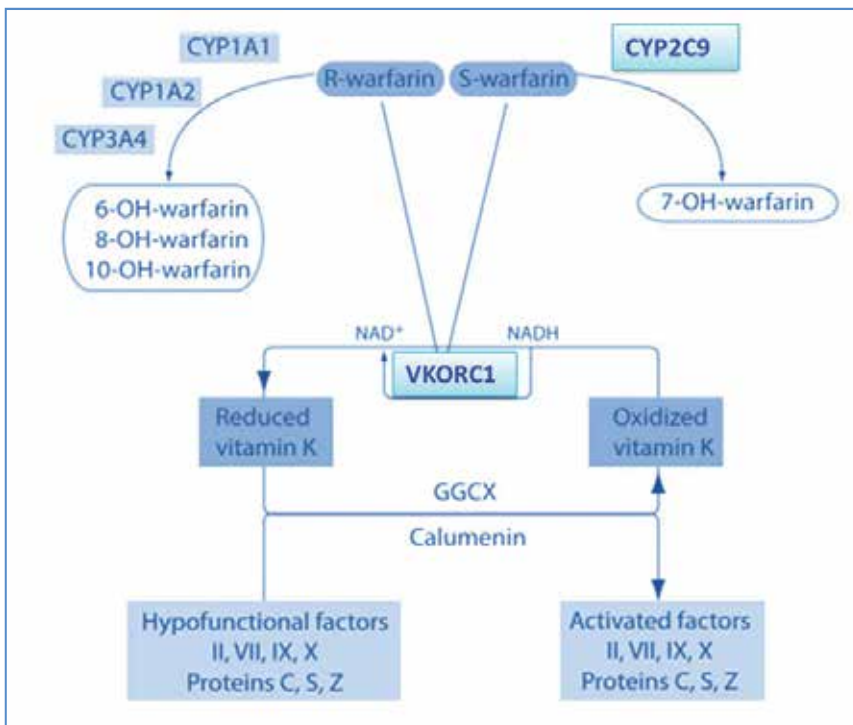 CYP1A1
CYP2C9
R-warfarin
S-warfarin
CYP1A2
CYP3A4
6-OH-warfarin
8-OH-warfarin
10-OH-warfarin
7-OH-warfarin
NAD⁺
NADH
VKORC1
Reduced
vitamin K
Oxidized
vitamin K
GGCX
Calumenin
Hypofunctional factors
II, VII, IX, X
Proteins C, S, Z
Activated factors
II, VII, IX, X
Proteins C, S, Z